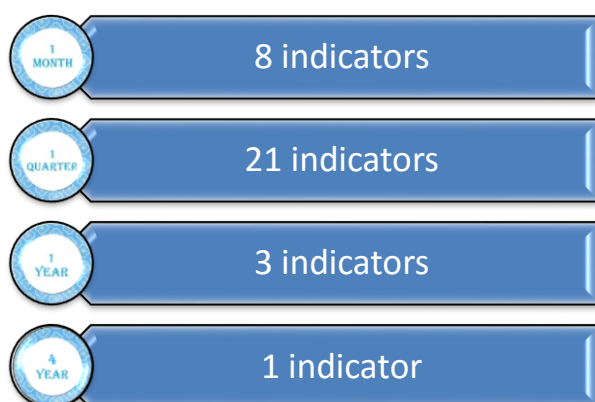 1
MONTH
8 indicators
1
QUARTER
21 indicators
1
YEAR
3 indicators
4
YEAR
1 indicator